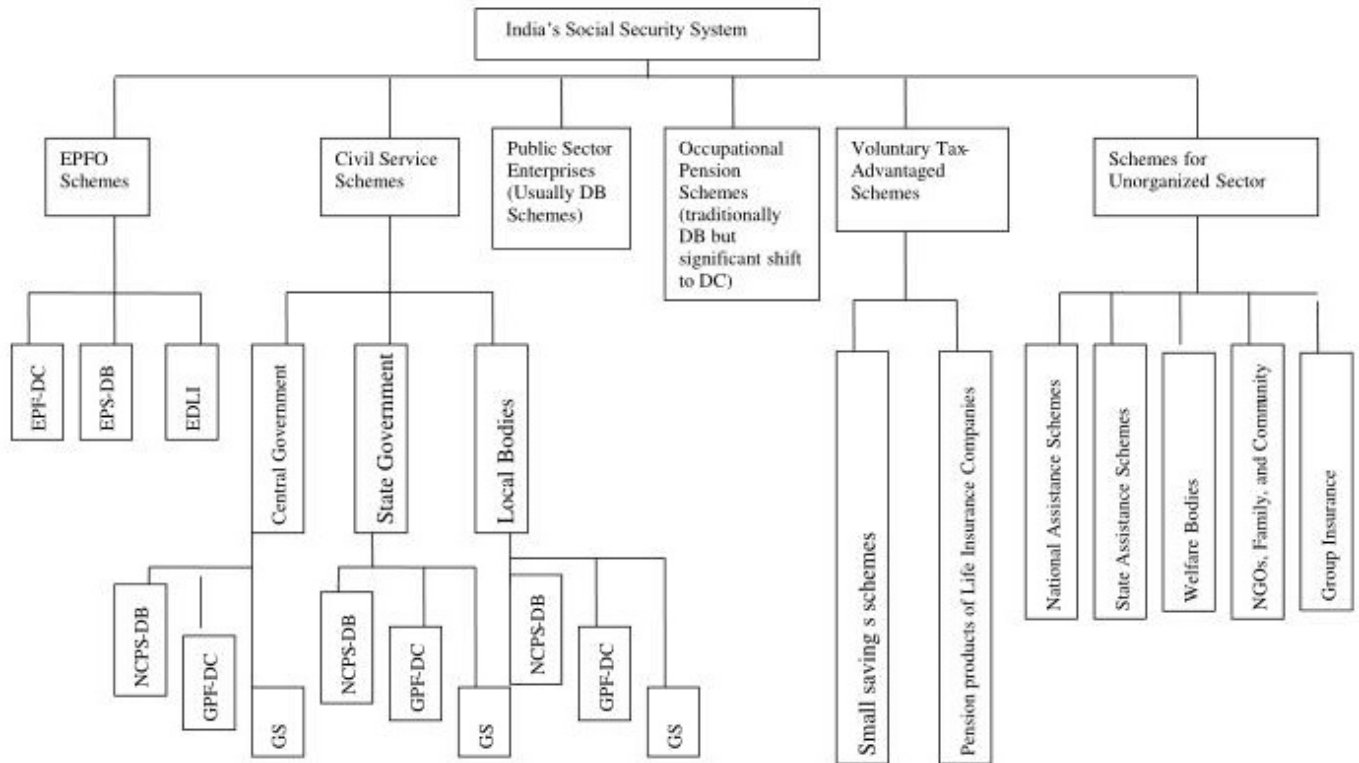 India's Social Security System
EPFO
Schemes
Civil Service
Schemes
Public Sector
Enterprises
(Usually DB
Schemes)
Occupational
Pension
Schemes
(traditionally
DB but
significant shift
to DC)
Voluntary Tax-
Advantaged
Schemes
Schemes for
Unorganized Sector
EPF-DC
EPS-DB
EDLI
Central Government
State Government
Local Bodies
NCPS-DB
GPF-DC
GS
NCPS-DB
GPF-DC
GS
NCPS-DB
GPF-DC
GS
Small saving s schemes
Pension products of Life Insurance Companies
National Assistance Schemes
State Assistance Schemes
Welfare Bodies
NGOs, Family, and Community
Group Insurance